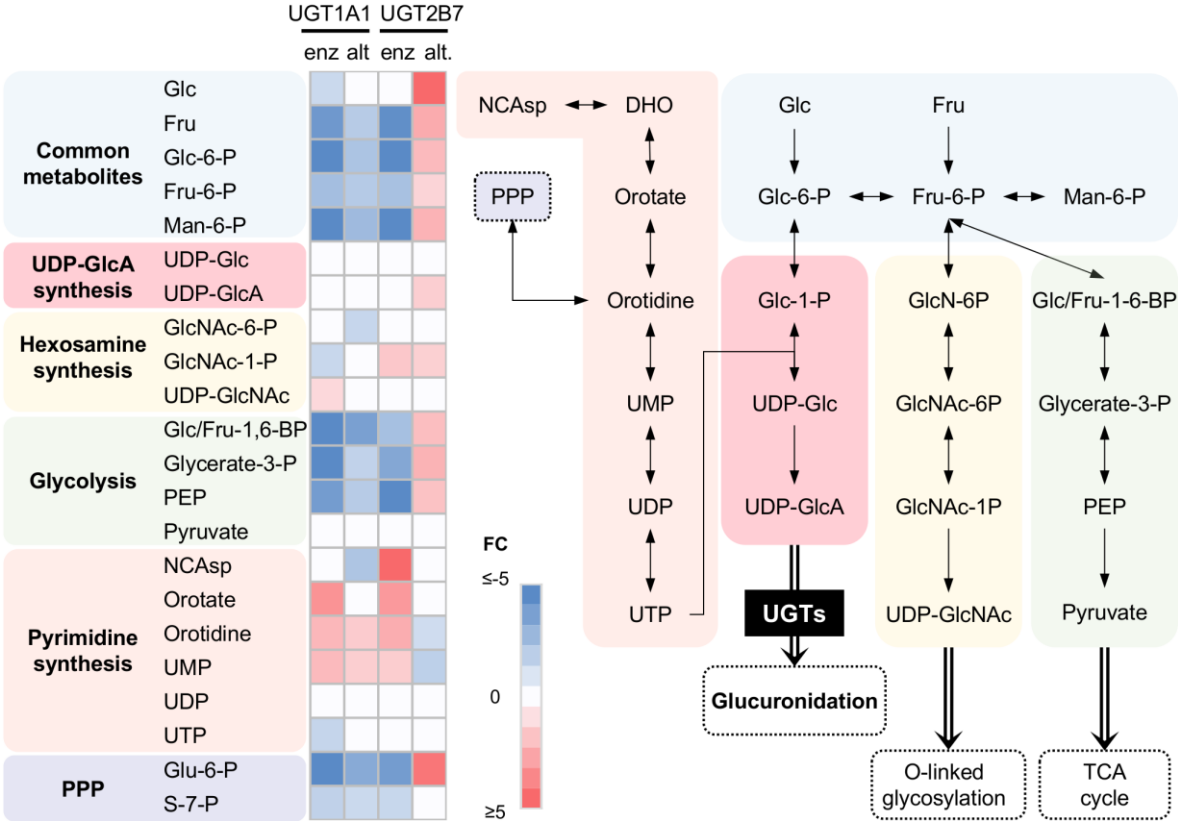 UGT1A1 UGT2B7
enz alt enz alt.
Common
metabolites
Glc
Fru
Glc-6-P
Fru-6-P
Man-6-P
UDP-GlcA
synthesis
UDP-Glc
UDP-GlcA
Hexosamine
synthesis
GlcNAc-6-P
GlcNAc-1-P
UDP-GlcNAc
Glycolysis
Glc/Fru-1,6-BP
Glycerate-3-P
PEP
Pyruvate
Pyrimidine
synthesis
NCAsp
Orotate
Orotidine
UMP
UDP
UTP
PPP
Glu-6-P
S-7-P
FC
≤-5
0
≥5
NCAsp DHO
Orotate
PPP
Orotidine
UMP
UDP
UTP
Glc Fru
Glc-6-P Fru-6-P Man-6-P
Glc-1-P
UDP-Glc
UDP-GlcA
UGTs
Glucuronidation
GlcN-6P
GlcNAc-6P
GlcNAc-1P
UDP-GlcNAc
O-linked
glycosylation
Glc/Fru-1-6-BP
Glycerate-3-P
PEP
Pyruvate
TCA
cycle